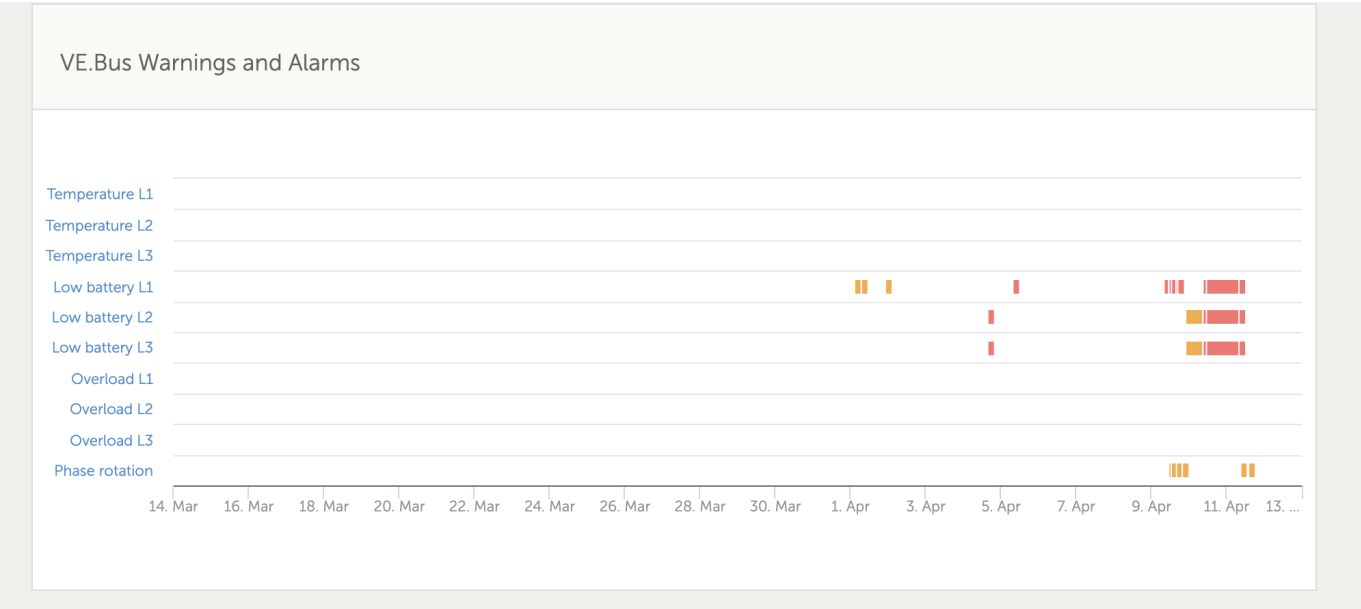 VE.Bus Warnings and Alarms
Temperature L1
Temperature L2
Temperature L3
Low battery L1
Low battery L2
Low battery L3
Overload L1
Overload L2
Overload L3
Phase rotation
14. Mar 16. Mar 18. Mar 20. Mar 22. Mar 24. Mar 26. Mar 28. Mar 30. Mar 1. Apr 3. Apr 5. Apr 7. Apr 9. Apr 11. Apr 13. ...